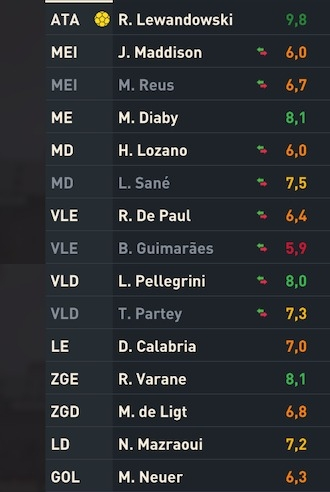 ATA R. Lewandowski 9,8
MEI J. Maddison 6,0
MEI M. Reus 6,7
ME M. Diaby 8,1
MD H. Lozano 6,0
MD L. Sané 7,5
VLE R. De Paul 6,4
VLE B. Guimarães 5,9
VLD L. Pellegrini 8,0
VLD T. Partey 7,3
LE D. Calabria 7,0
ZGE R. Varane 8,1
ZGD M. de Ligt 6,8
LD N. Mazraoui 7,2
GOL M. Neuer 6,3